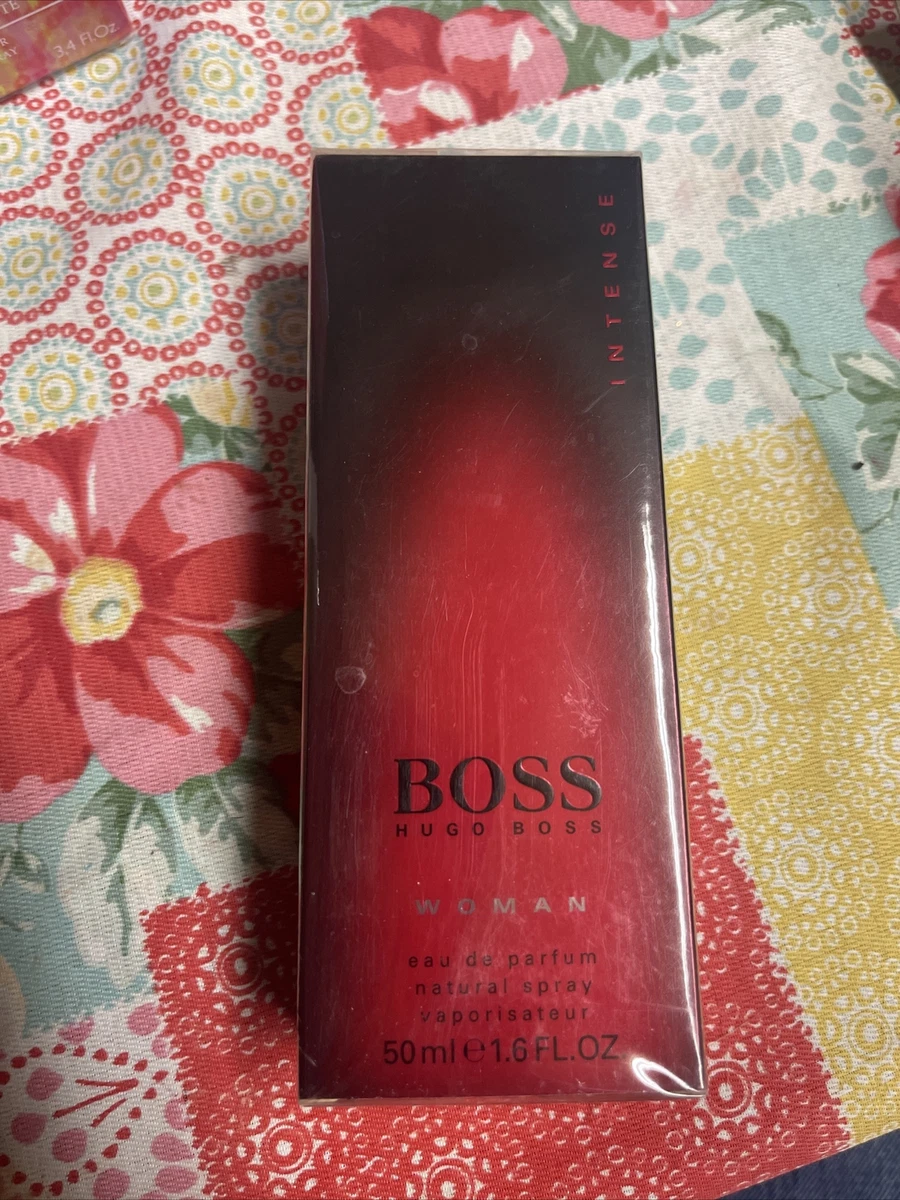 3.4 Fl Oz
INTENSE
BOSS
HUGO BOSS
WOMAN
eau de parfum
natural spray
vaporisateur
50ml e 1.6 FL.OZ